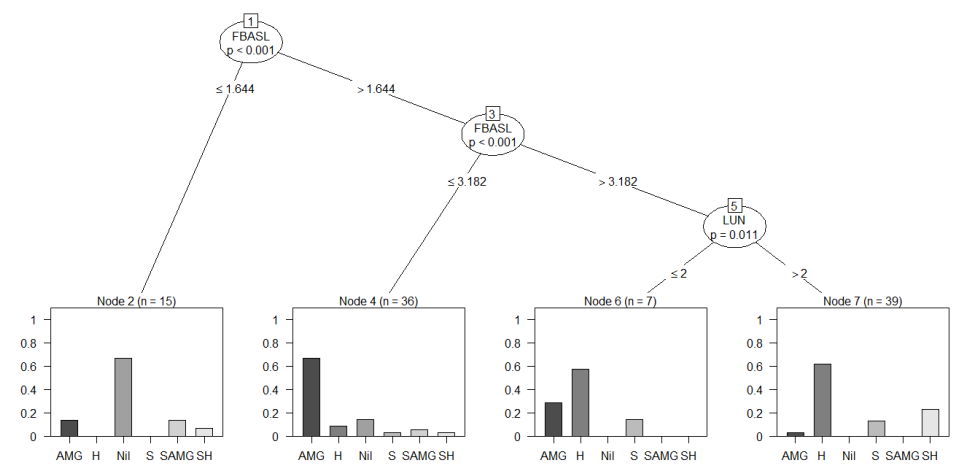 1
FBASL
p < 0.001
≤ 1.644
> 1.644
3
FBASL
p < 0.001
≤ 3.182
> 3.182
5
LUN
p = 0.011
≤ 2
> 2
Node 2 (n = 15)
1
0.8
0.6
0.4
0.2
0
AMG H Nil S SAMG SH
Node 4 (n = 36)
1
0.8
0.6
0.4
0.2
0
AMG H Nil S SAMG SH
Node 6 (n = 7)
1
0.8
0.6
0.4
0.2
0
AMG H Nil S SAMG SH
Node 7 (n = 39)
1
0.8
0.6
0.4
0.2
0
AMG H Nil S SAMG SH